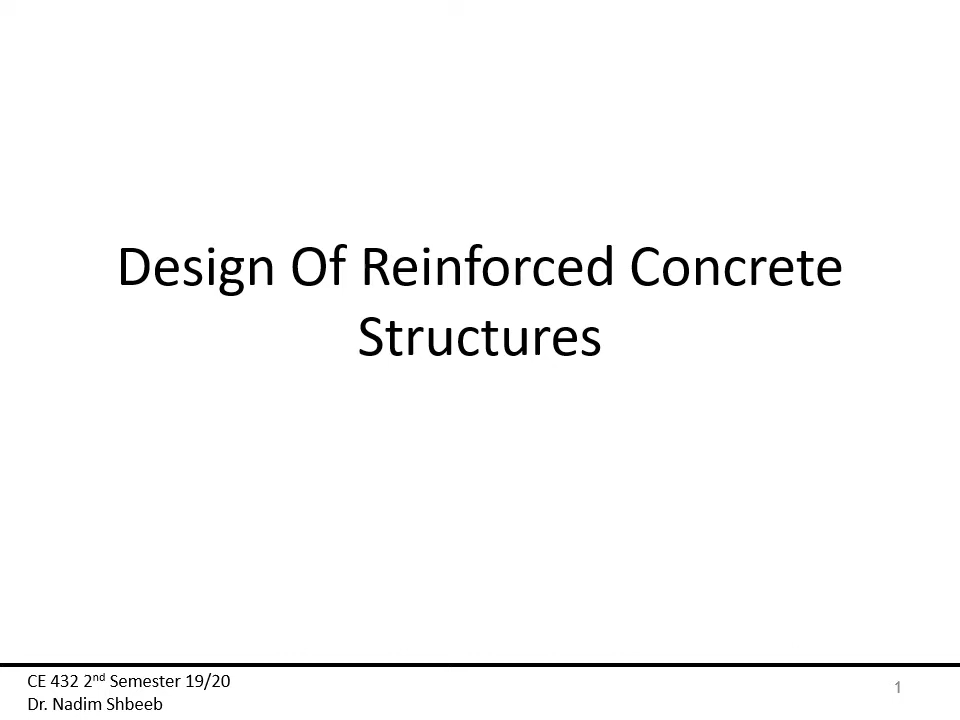 Design Of Reinforced Concrete
Structures
CE 432 2nd Semester 19/20
Dr. Nadim Shbeeb
1